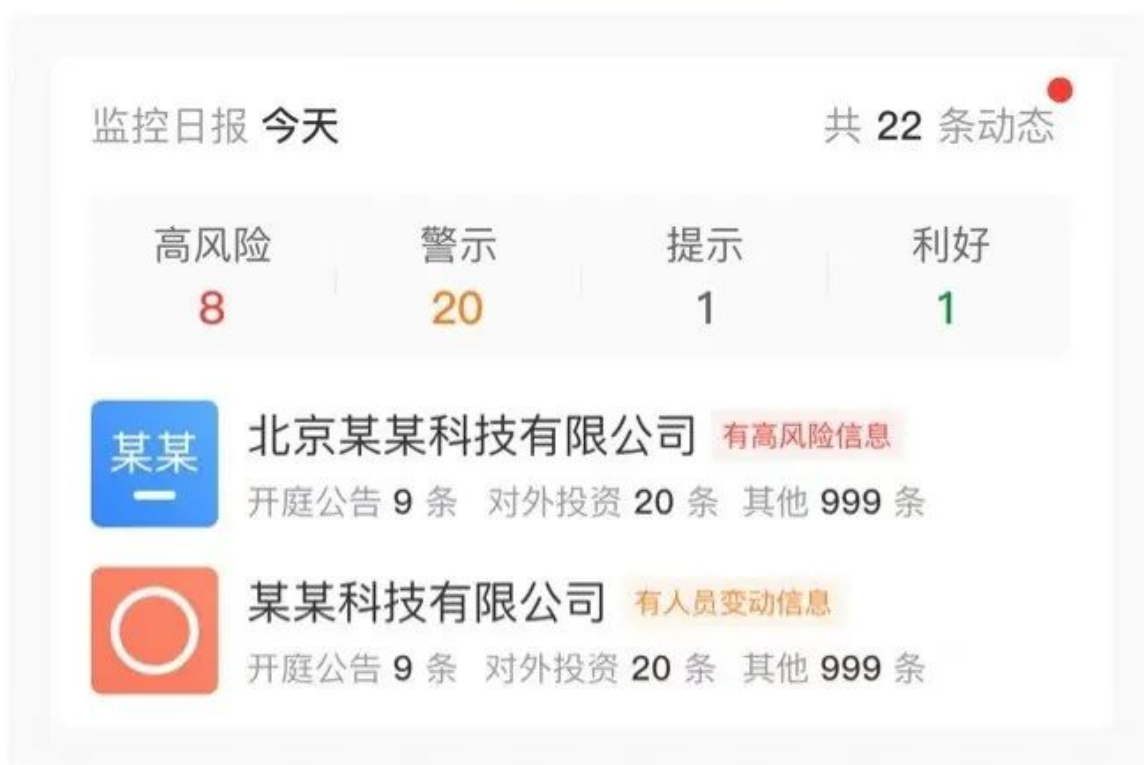 监控日报 今天 共 22 条动态
高风险 警示 提示 利好
8 20 1 1
某某
北京某某科技有限公司 有高风险信息
开庭公告 9 条 对外投资 20 条 其他 999 条
某某科技有限公司 有人员变动信息
开庭公告 9 条 对外投资 20 条 其他 999 条